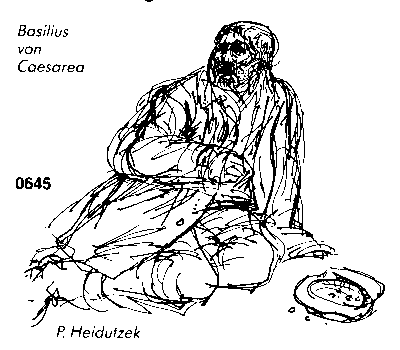 Basilius
von
Caesarea
0645
P. Heidutzek